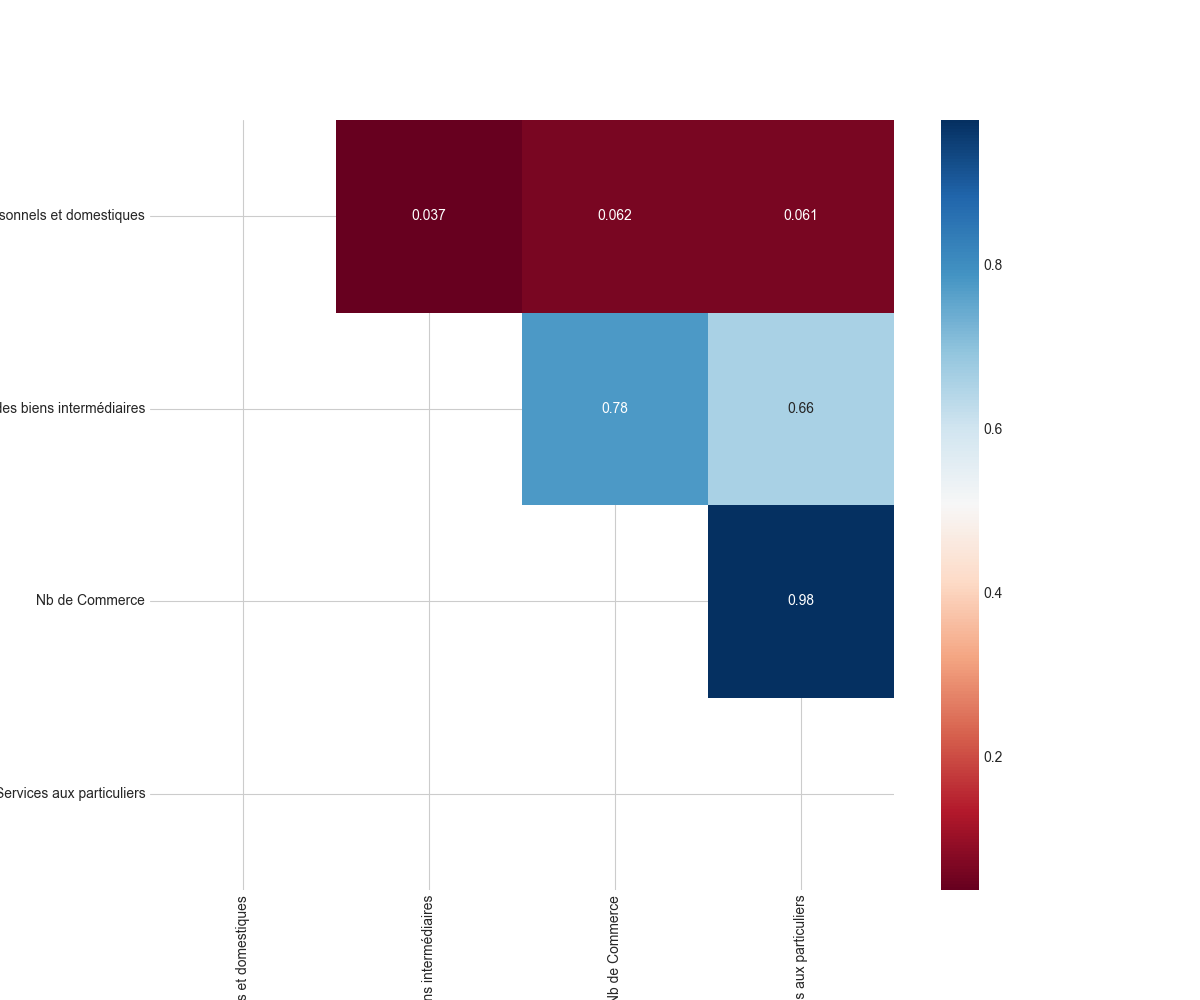 sonnels et domestiques
0.037
0.062
0.061
des biens intermédiaires
0.78
0.66
Nb de Commerce
0.98
Services aux particuliers
0.8
0.6
0.4
0.2
s et domestiques
ns intermédiaires
Nb de Commerce
s aux particuliers